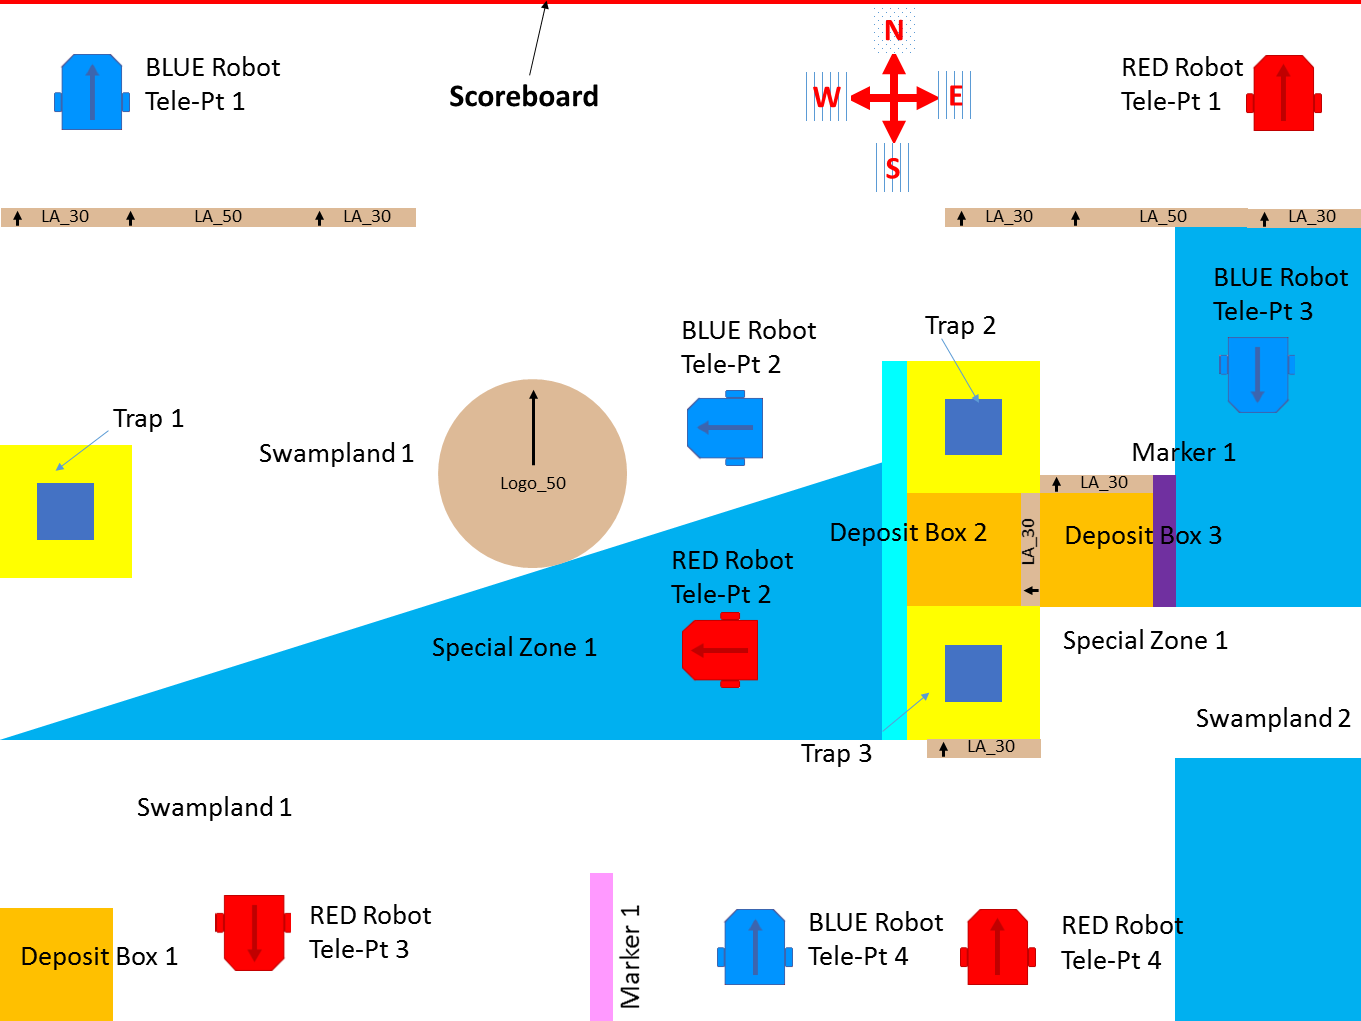 N
BLUE Robot
Tele-Pt 1
Scoreboard
W
E
RED Robot
Tele-Pt 1
S
LA_30
LA_50
LA_30
LA_30
LA_50
LA_30
BLUE Robot
Tele-Pt 3
BLUE Robot
Tele-Pt 2
Trap 2
Trap 1
Swampland 1
Logo_50
Marker 1
LA_30
Deposit Box 2
LA_30
Deposit Box 3
RED Robot
Tele-Pt 2
Special Zone 1
Special Zone 1
Swampland 2
Trap 3
LA_30
Swampland 1
RED Robot
Tele-Pt 3
BLUE Robot
Tele-Pt 4
RED Robot
Tele-Pt 4
Deposit Box 1
Marker 1